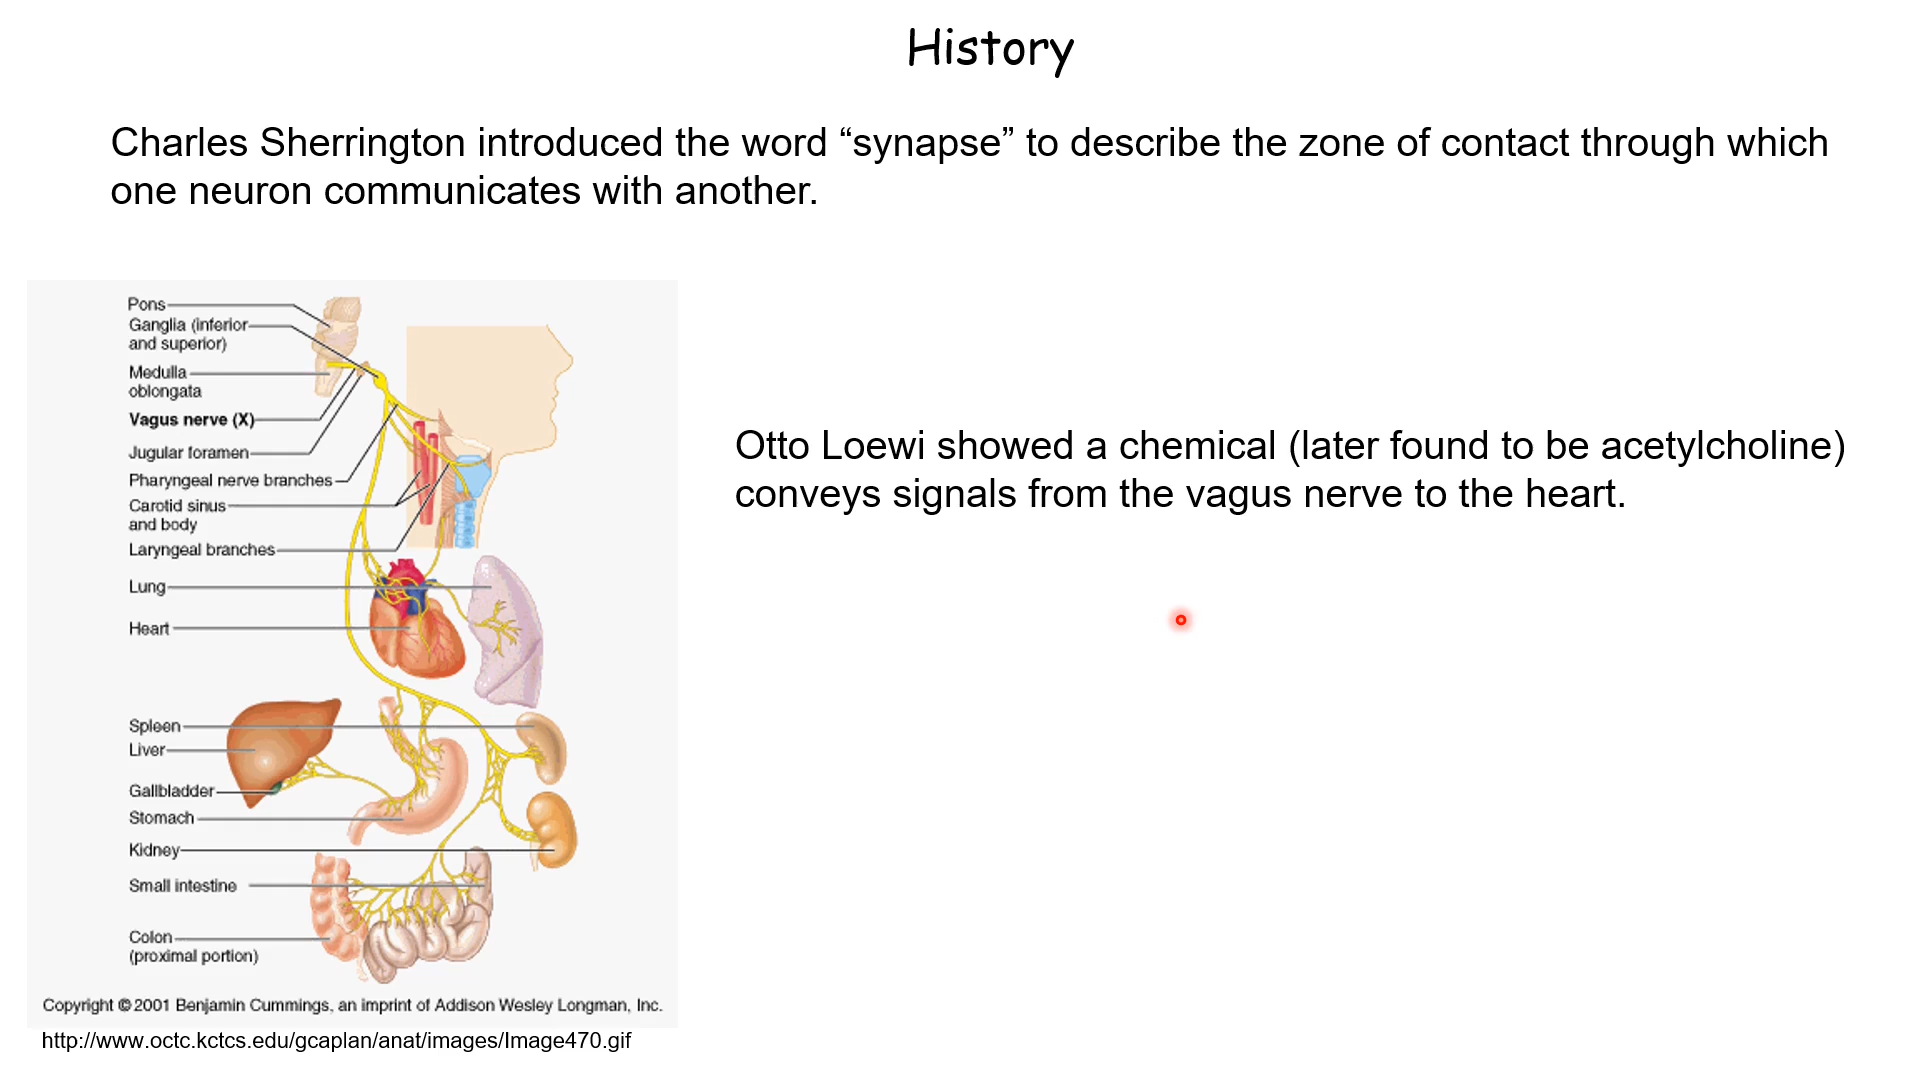 History
Charles Sherrington introduced the word “synapse” to describe the zone of contact through which
one neuron communicates with another.
Pons
Ganglia (inferior
and superior)
Medulla
oblongata
Vagus nerve (X)
Jugular foramen
Pharyngeal nerve branches
Carotid sinus
and body
Laryngeal branches
Lung
Heart
Spleen
Liver
Gallbladder
Stomach
Kidney
Small intestine
Colon
(proximal portion)
Copyright © 2001 Benjamin Cummings, an imprint of Addison Wesley Longman, Inc.
http://www.octc.kctcs.edu/gcaplan/anat/images/Image470.gif
Otto Loewi showed a chemical (later found to be acetylcholine)
conveys signals from the vagus nerve to the heart.